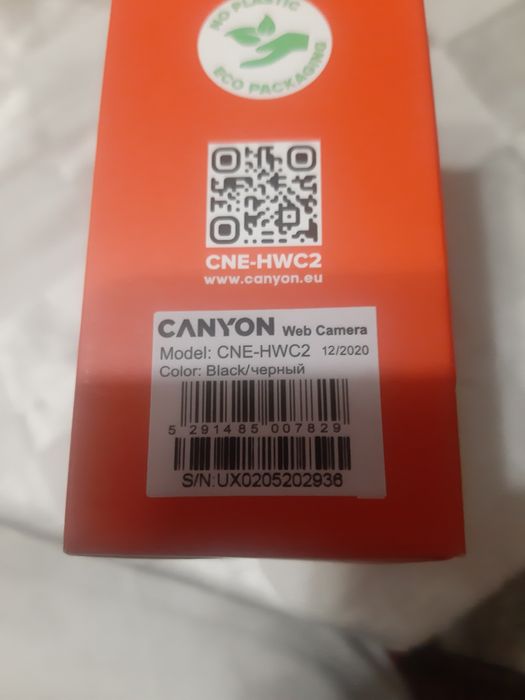 NO PLASTIC
ECO PACKAGING
CNE-HWC2
www.canyon.eu
CANYON Web Camera
Model: CNE-HWC2 12/2020
Color: Black/черный
5 291485 007829
S/N:UX0205202936